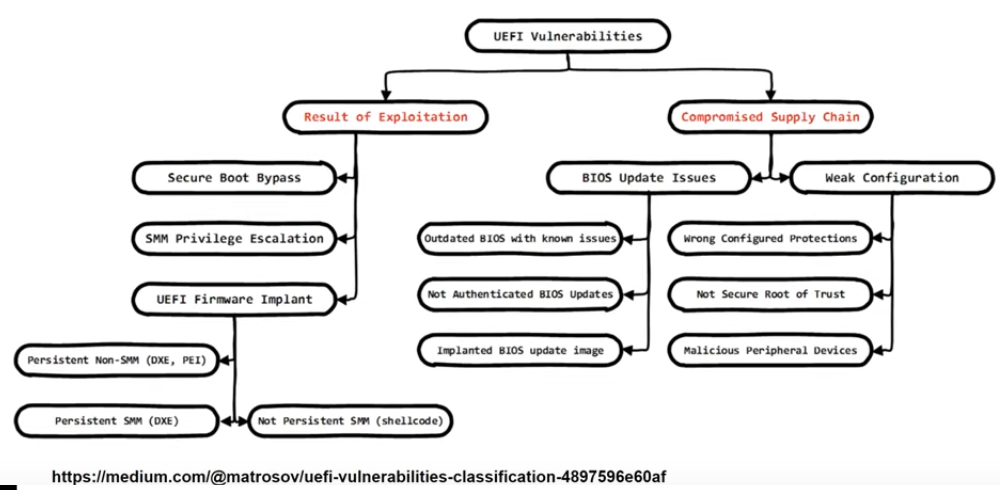 UEFI Vulnerabilities
Result of Exploitation
Compromised Supply Chain
Secure Boot Bypass
BIOS Update Issues
Weak Configuration
SMM Privilege Escalation
Outdated BIOS with known issues
Wrong Configured Protections
UEFI Firmware Implant
Not Authenticated BIOS Updates
Not Secure Root of Trust
Persistent Non-SMM (DXE, PEI)
Implanted BIOS update image
Malicious Peripheral Devices
Persistent SMM (DXE)
Not Persistent SMM (shellcode)
https://medium.com/@matrosov/uefi-vulnerabilities-classification-4897596e60af